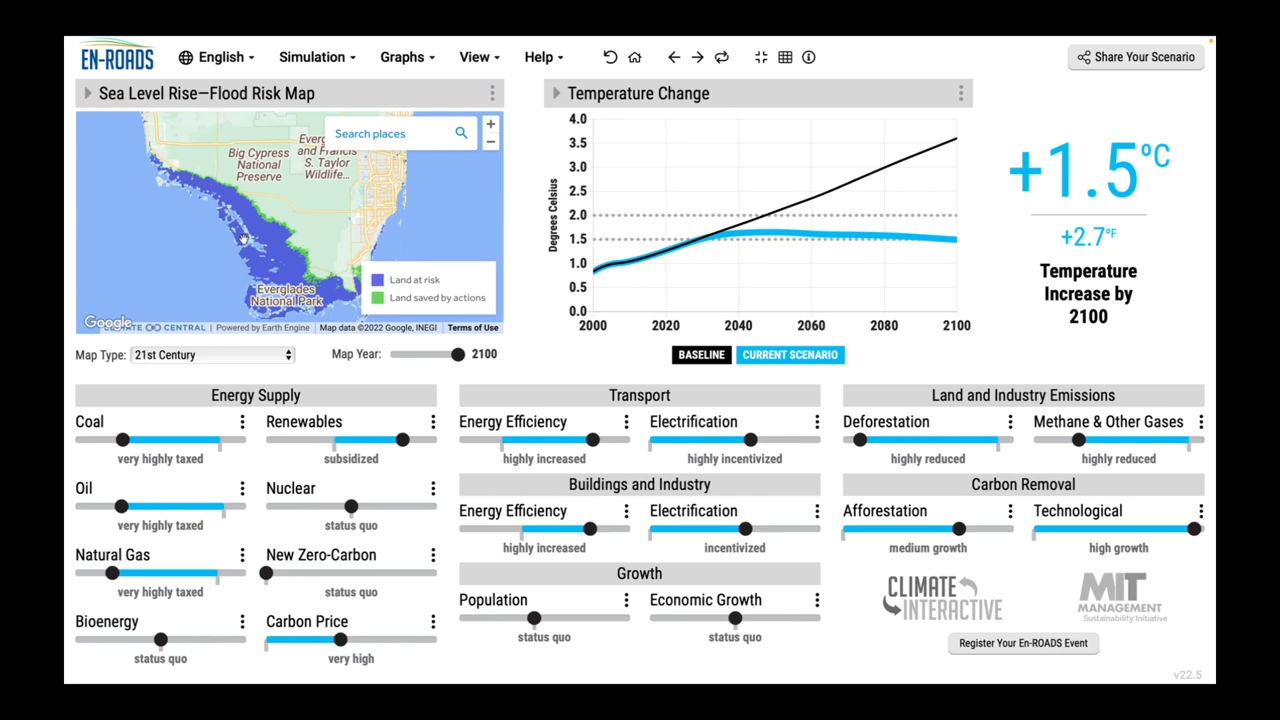 EN-ROADS
English
Simulation
Graphs
View
Help
Share Your Scenario
Sea Level Rise—Flood Risk Map
Search places
+
−
Big Cypress
National
Preserve
and Francis
S. Taylor
Wildlife...
Everglades
National Park
Land at risk
Land saved by actions
Google
CENTRAL | Powered by Earth Engine | Map data ©2022 Google, INEGI | Terms of Use
Map Type: 21st Century
Map Year: 2100
Temperature Change
Degrees Celsius
4.0
3.5
3.0
2.5
2.0
1.5
1.0
0.5
0.0
2000 2020 2040 2060 2080 2100
BASELINE
CURRENT SCENARIO
+1.5°C
+2.7°F
Temperature
Increase by
2100
Energy Supply
Coal
very highly taxed
Renewables
subsidized
Oil
very highly taxed
Nuclear
status quo
Natural Gas
very highly taxed
New Zero-Carbon
status quo
Bioenergy
status quo
Carbon Price
very high
Transport
Energy Efficiency
highly increased
Electrification
highly incentivized
Buildings and Industry
Energy Efficiency
highly increased
Electrification
incentivized
Growth
Population
status quo
Economic Growth
status quo
Land and Industry Emissions
Deforestation
highly reduced
Methane & Other Gases
highly reduced
Carbon Removal
Afforestation
medium growth
Technological
high growth
CLIMATE
INTERACTIVE
MIT
MANAGEMENT
Sustainability Initiative
Register Your En-ROADS Event
v22.5